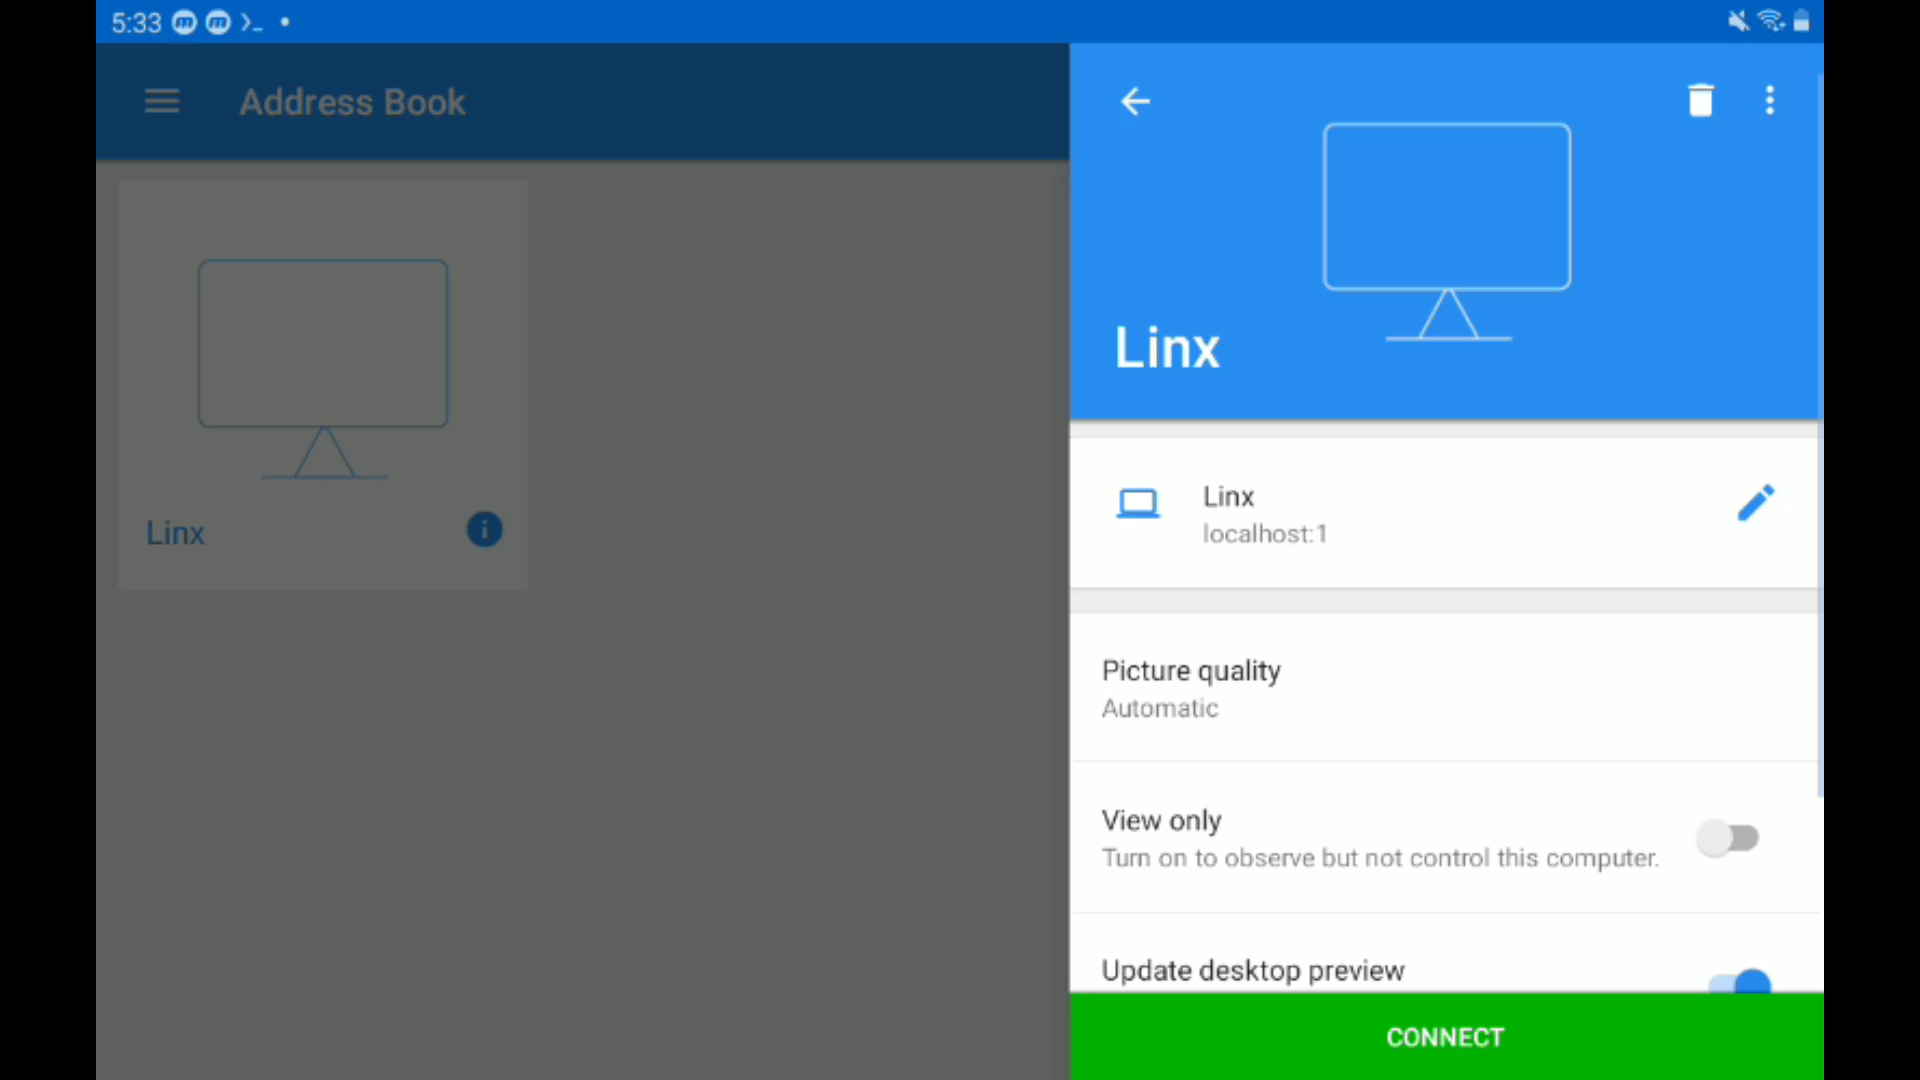 5:33
Address Book
Linx
Linx
Linx
localhost:1
Picture quality
Automatic
View only
Turn on to observe but not control this computer.
Update desktop preview
CONNECT